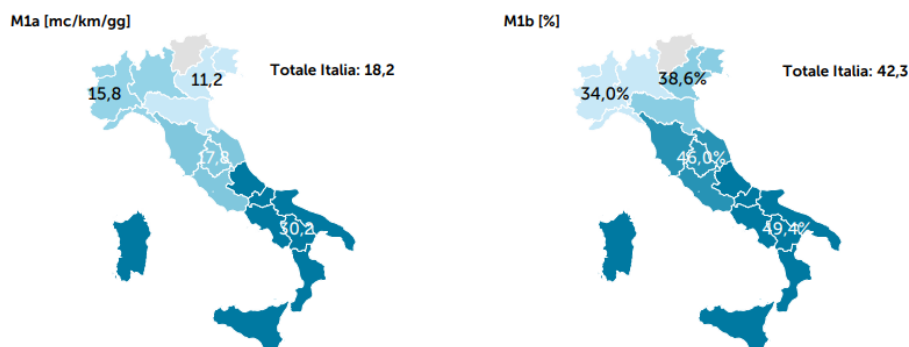 M1a [mc/km/gg]
Totale Italia: 18,2
11,2
15,8
17,8
30,2
M1b [%]
Totale Italia: 42,3
38,6%
34,0%
46,0%
49,4%